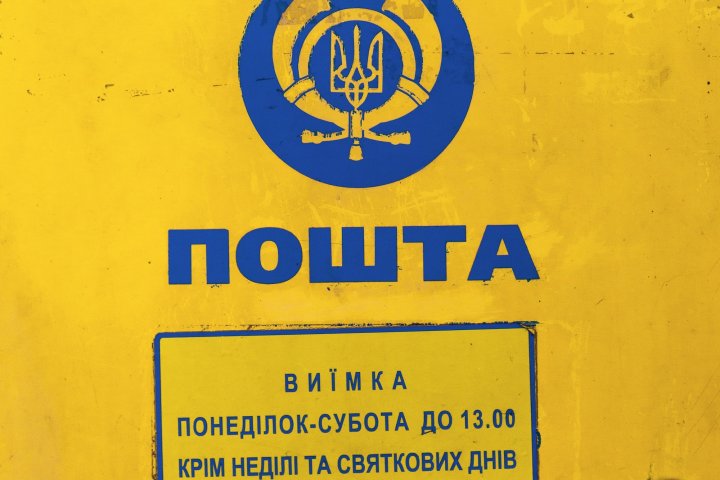 ПОШТА
ВИЇМКА
ПОНЕДІЛОК-СУБОТА ДО 13.00
КРІМ НЕДІЛІ ТА СВЯТКОВИХ ДНІВ